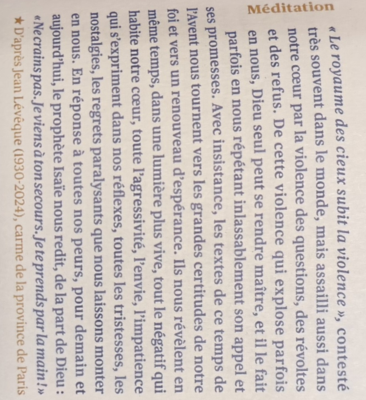 Méditation
« Le royaume des cieux subit la violence », contesté
très souvent dans le monde, mais assailli aussi dans
notre cœur par la violence des questions, des révoltes
et des refus. De cette violence qui explose parfois
en nous, Dieu seul peut se rendre maître, et il le fait
parfois en nous répétant inlassablement son appel et
ses promesses. Avec insistance, les textes de ce temps de
l'Avent nous tournent vers les grandes certitudes de notre
foi et vers un renouveau d'espérance. Ils nous révèlent en
même temps, dans une lumière plus vive, tout le négatif qui
habite notre cœur, toute l'agressivité, l'envie, l'impatience
qui s'expriment dans nos réflexes, toutes les tristesses, les
nostalgies, les regrets paralysants que nous laissons monter
en nous. En réponse à toutes nos peurs, pour demain et
aujourd'hui, le prophète Isaïe nous redit, de la part de Dieu :
« Ne crains pas. Je viens à ton secours. Je te prends par la main ! »
★ D'après Jean Lévêque (1930-2024), carme de la province de Paris